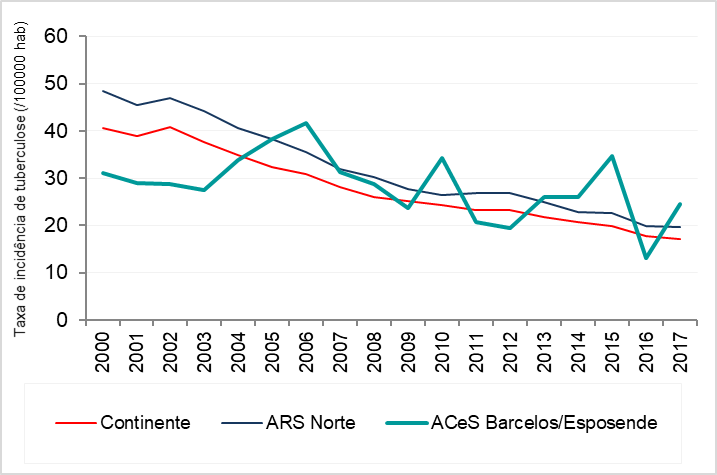 Taxa de incidência de tuberculose (/100000 hab)
60
50
40
30
20
10
0
2000 2001 2002 2003 2004 2005 2006 2007 2008 2009 2010 2011 2012 2013 2014 2015 2016 2017
Continente ARS Norte ACeS Barcelos/Esposende